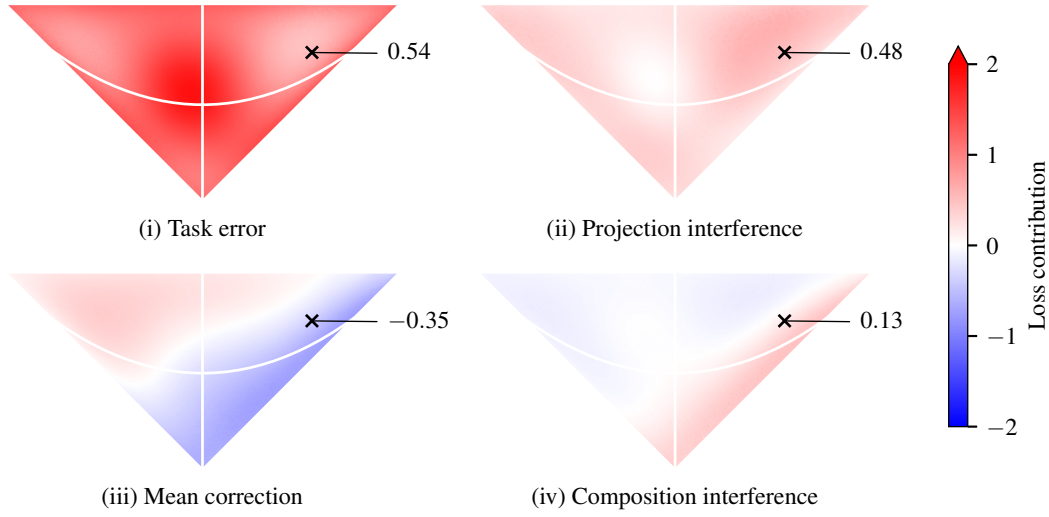 0.54
0.48
(i) Task error
(ii) Projection interference
−0.35
0.13
(iii) Mean correction
(iv) Composition interference
2
1
0
−1
−2
Loss contribution